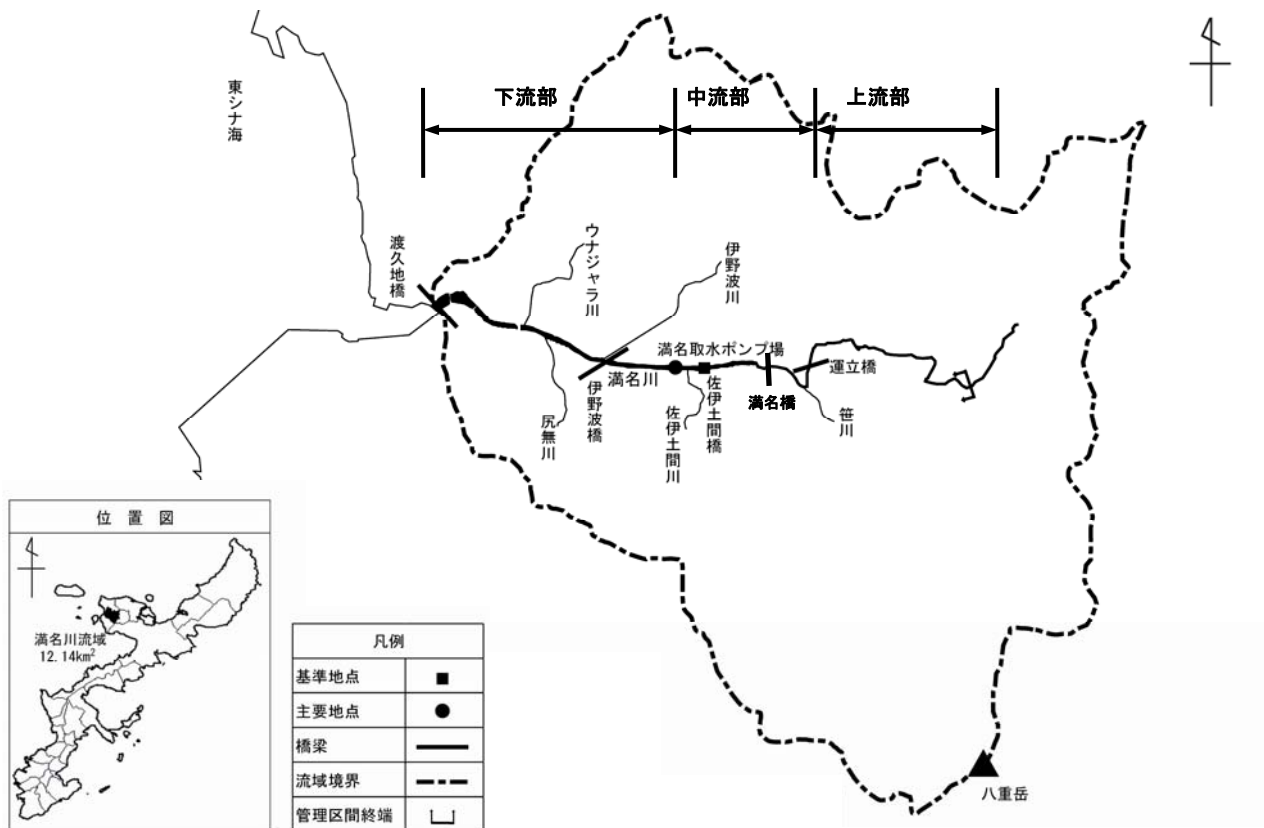 下流部
中流部
上流部
東シナ海
渡久地橋
ウナジャラ川
伊野波川
満名取水ポンプ場
運立橋
満名川
伊野波橋
尻無川
佐伊土間川
佐伊土間橋
満名橋
笹川
八重岳
位置図
満名川流域
12.14km²
凡例
基準地点
主要地点
橋梁
流域境界
管理区間終端